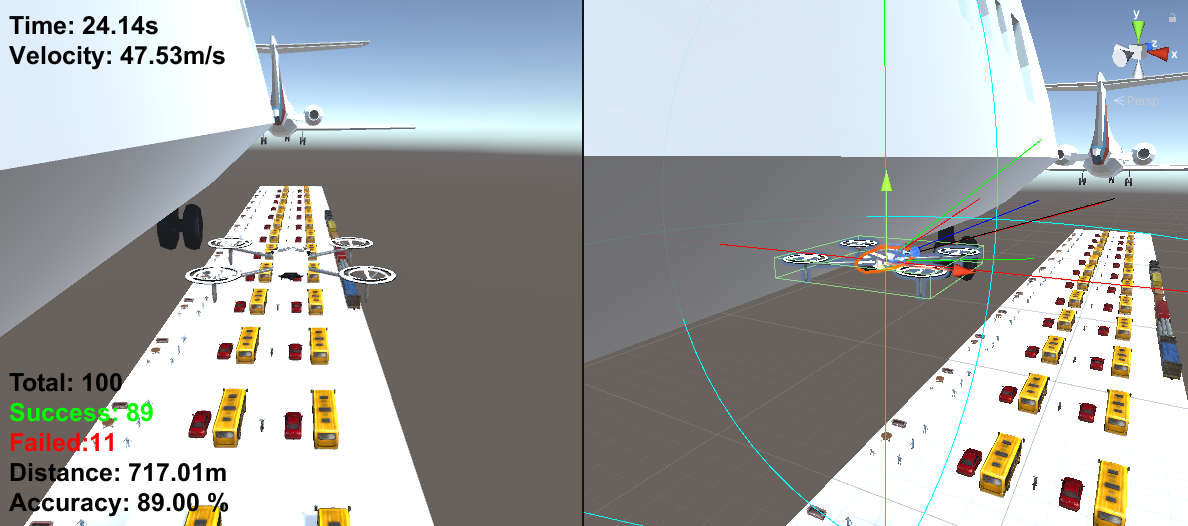 Time: 24.14s
Velocity: 47.53m/s
y
z
x
Persp
Total: 100
Success: 89
Failed:11
Distance: 717.01m
Accuracy: 89.00 %